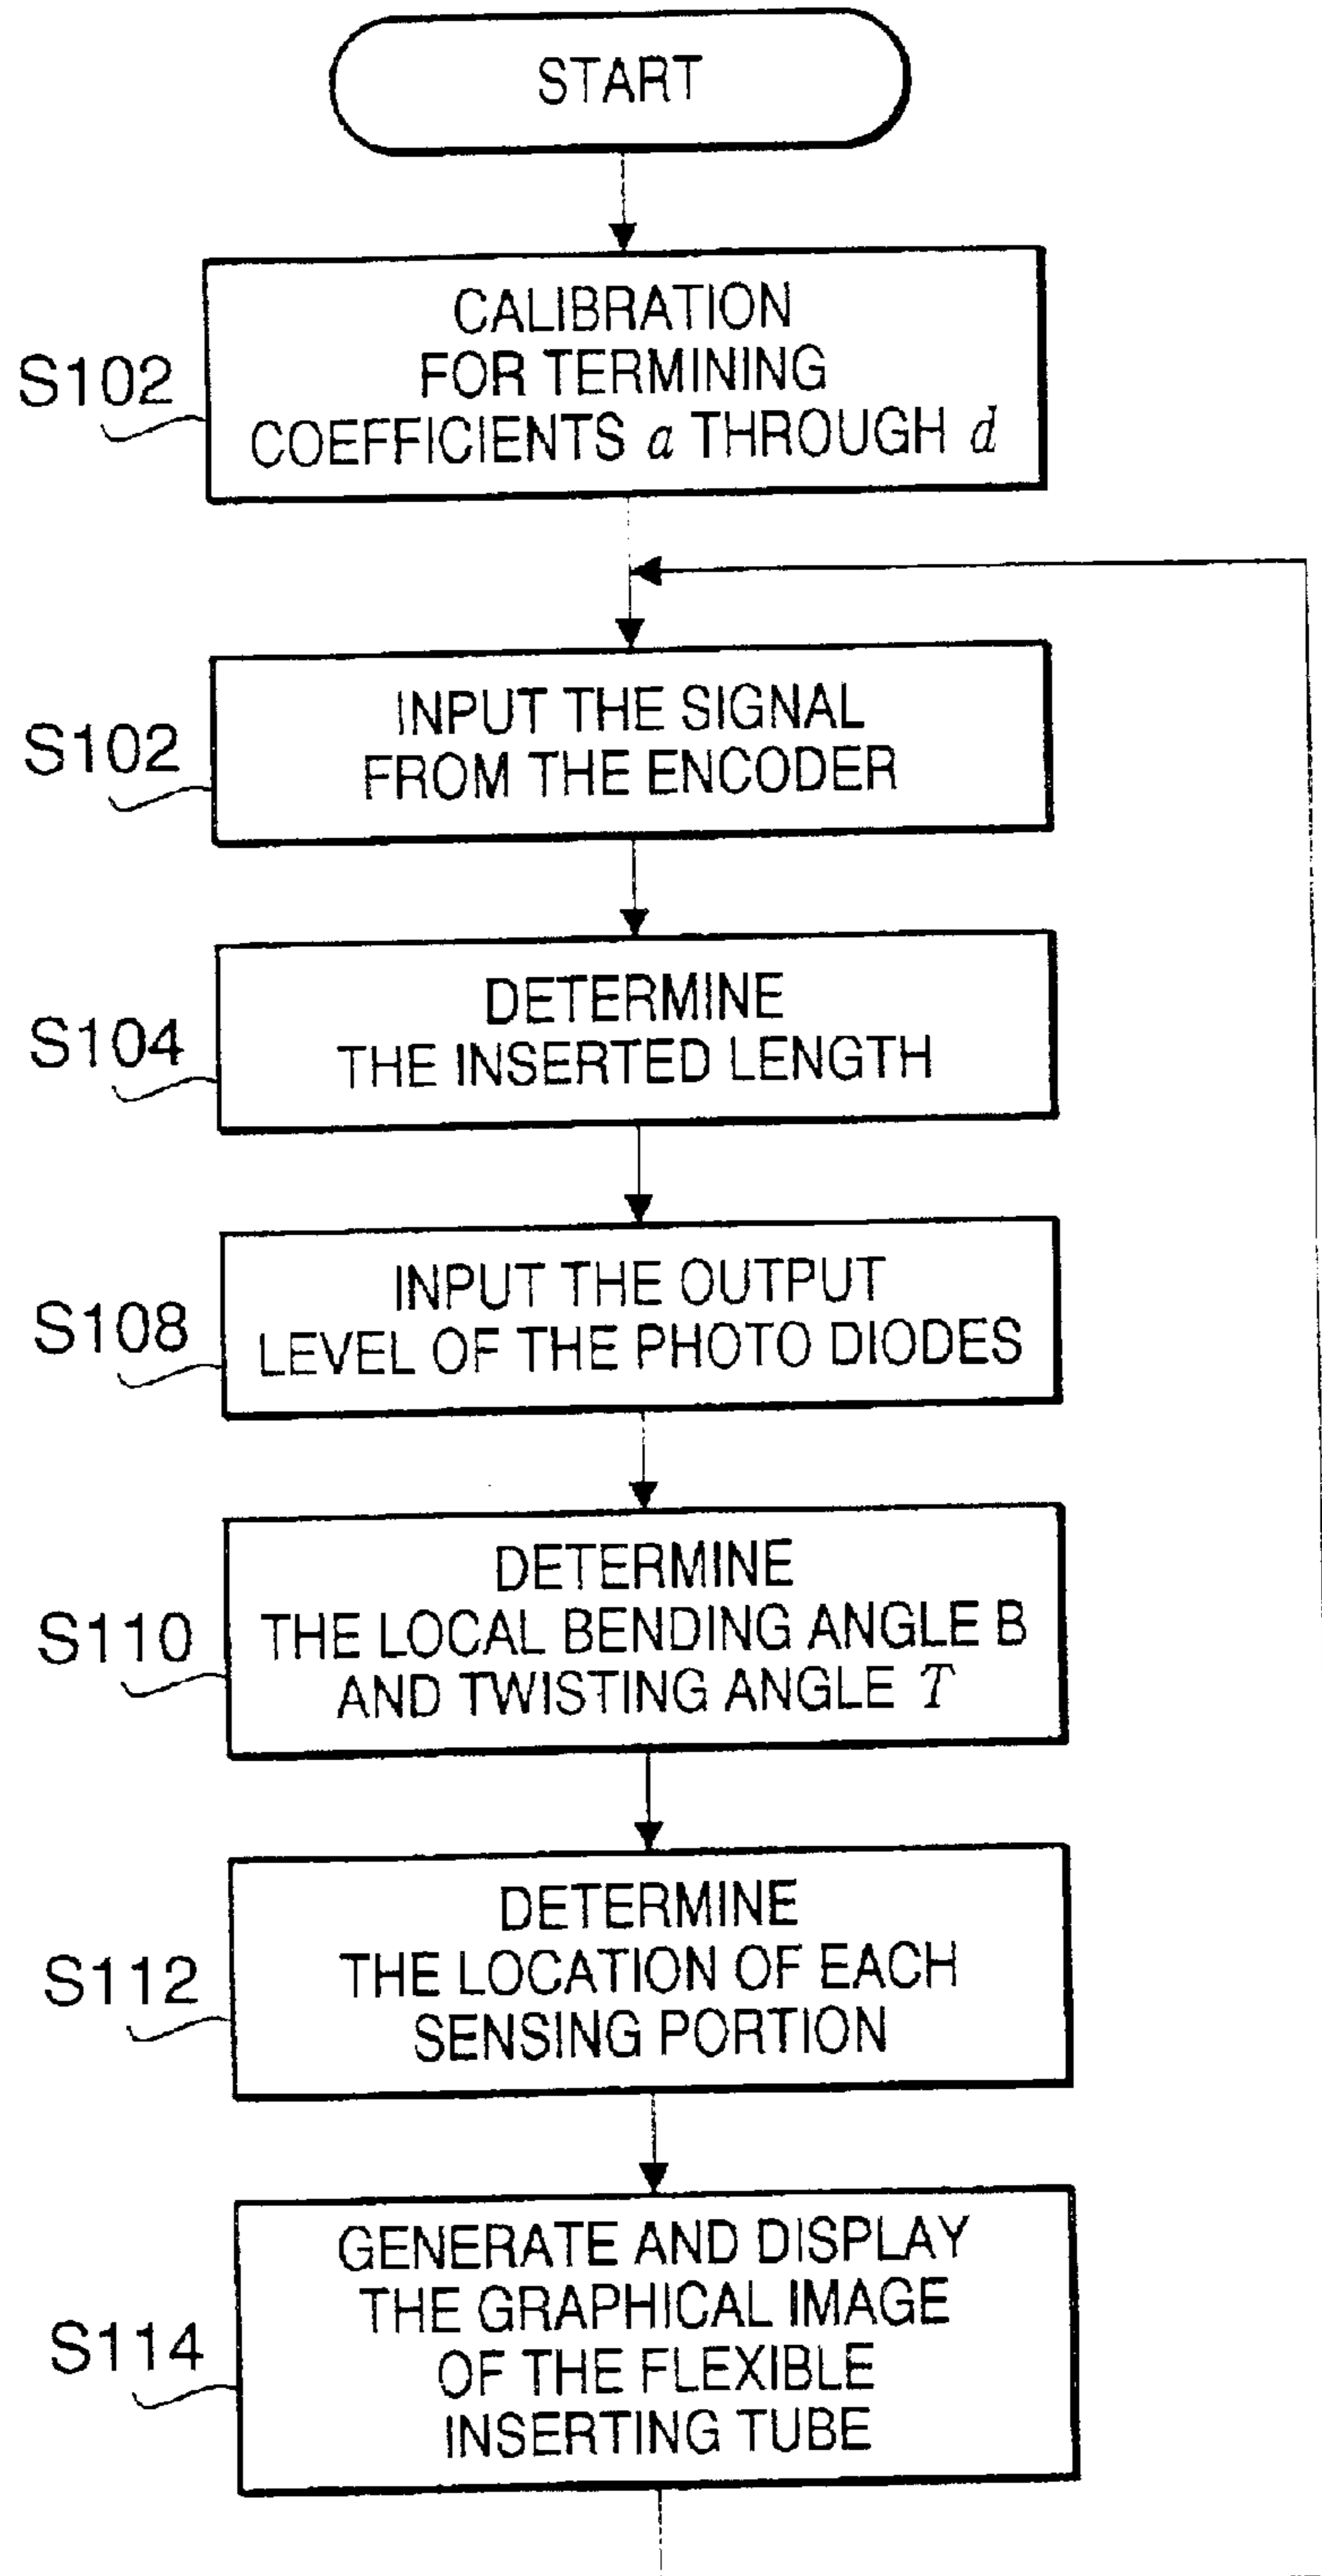 START
CALIBRATION
FOR TERMINING
COEFFICIENTS a THROUGH d
S102
INPUT THE SIGNAL
FROM THE ENCODER
S102
DETERMINE
THE INSERTED LENGTH
S104
INPUT THE OUTPUT
LEVEL OF THE PHOTO DIODES
S108
DETERMINE
THE LOCAL BENDING ANGLE B
AND TWISTING ANGLE T
S110
DETERMINE
THE LOCATION OF EACH
SENSING PORTION
S112
GENERATE AND DISPLAY
THE GRAPHICAL IMAGE
OF THE FLEXIBLE
INSERTING TUBE
S114